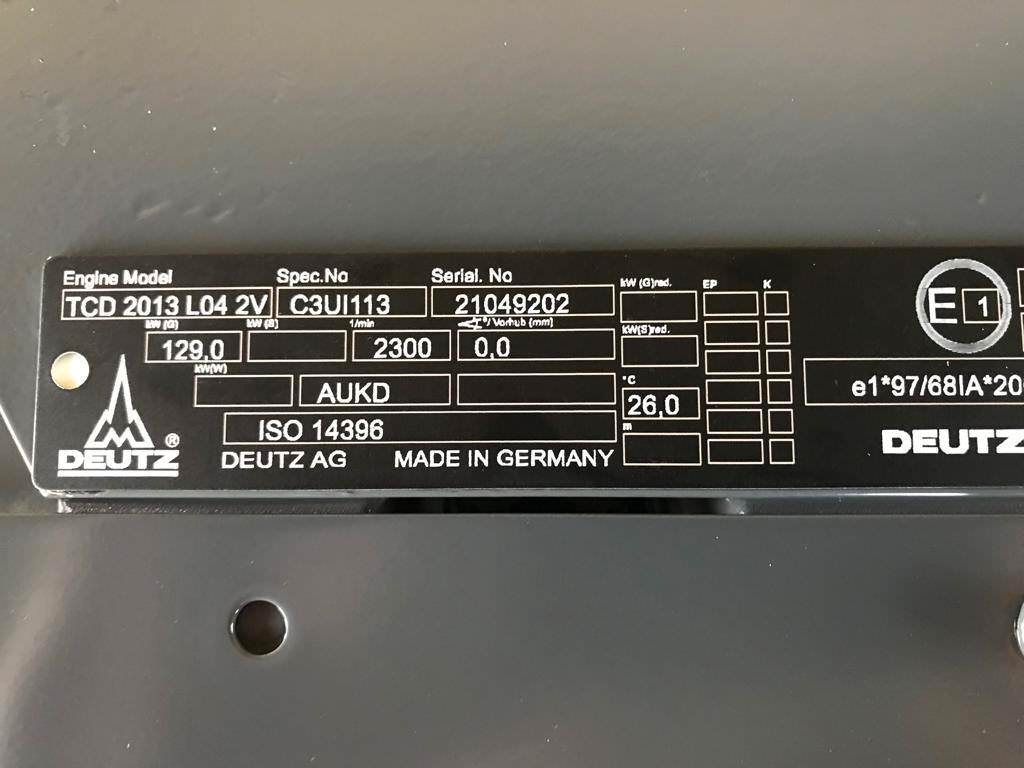 Engine Model Spec.No Serial. No kW (G)red. EP K
TCD 2013 L04 2V C3UI113 21049202
kW (G) kW (S) 1/min °/ Vorhub (mm) kW(S)red.
129,0 2300 0,0
kW(W) °C
AUKD 26,0
ISO 14396 m
DEUTZ ® DEUTZ AG MADE IN GERMANY
E 1
e1*97/68IA*20
DEUTZ